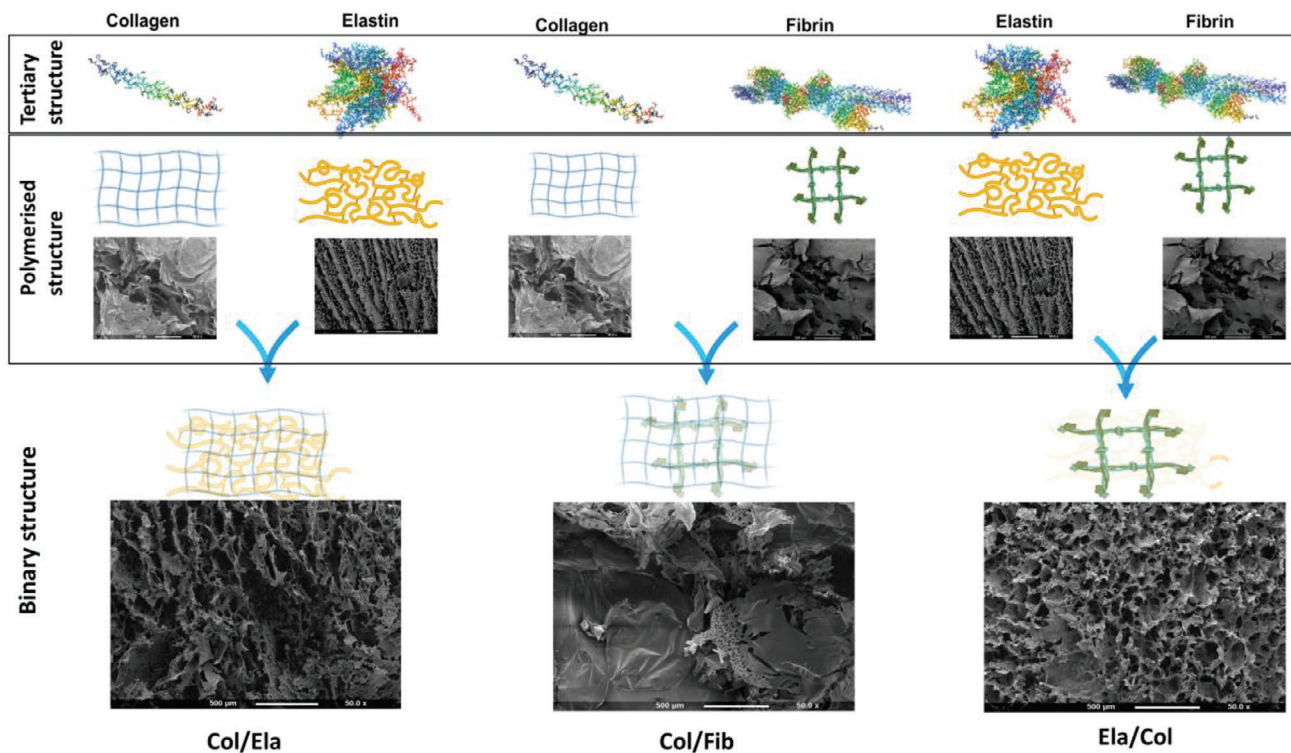 Collagen
Elastin
Collagen
Fibrin
Elastin
Fibrin
Tertiary
structure
Polymerised
structure
Binary structure
500 µm 50.0 x
500 µm 50.0 x
500 µm 50.0 x
Col/Ela
Col/Fib
Ela/Col